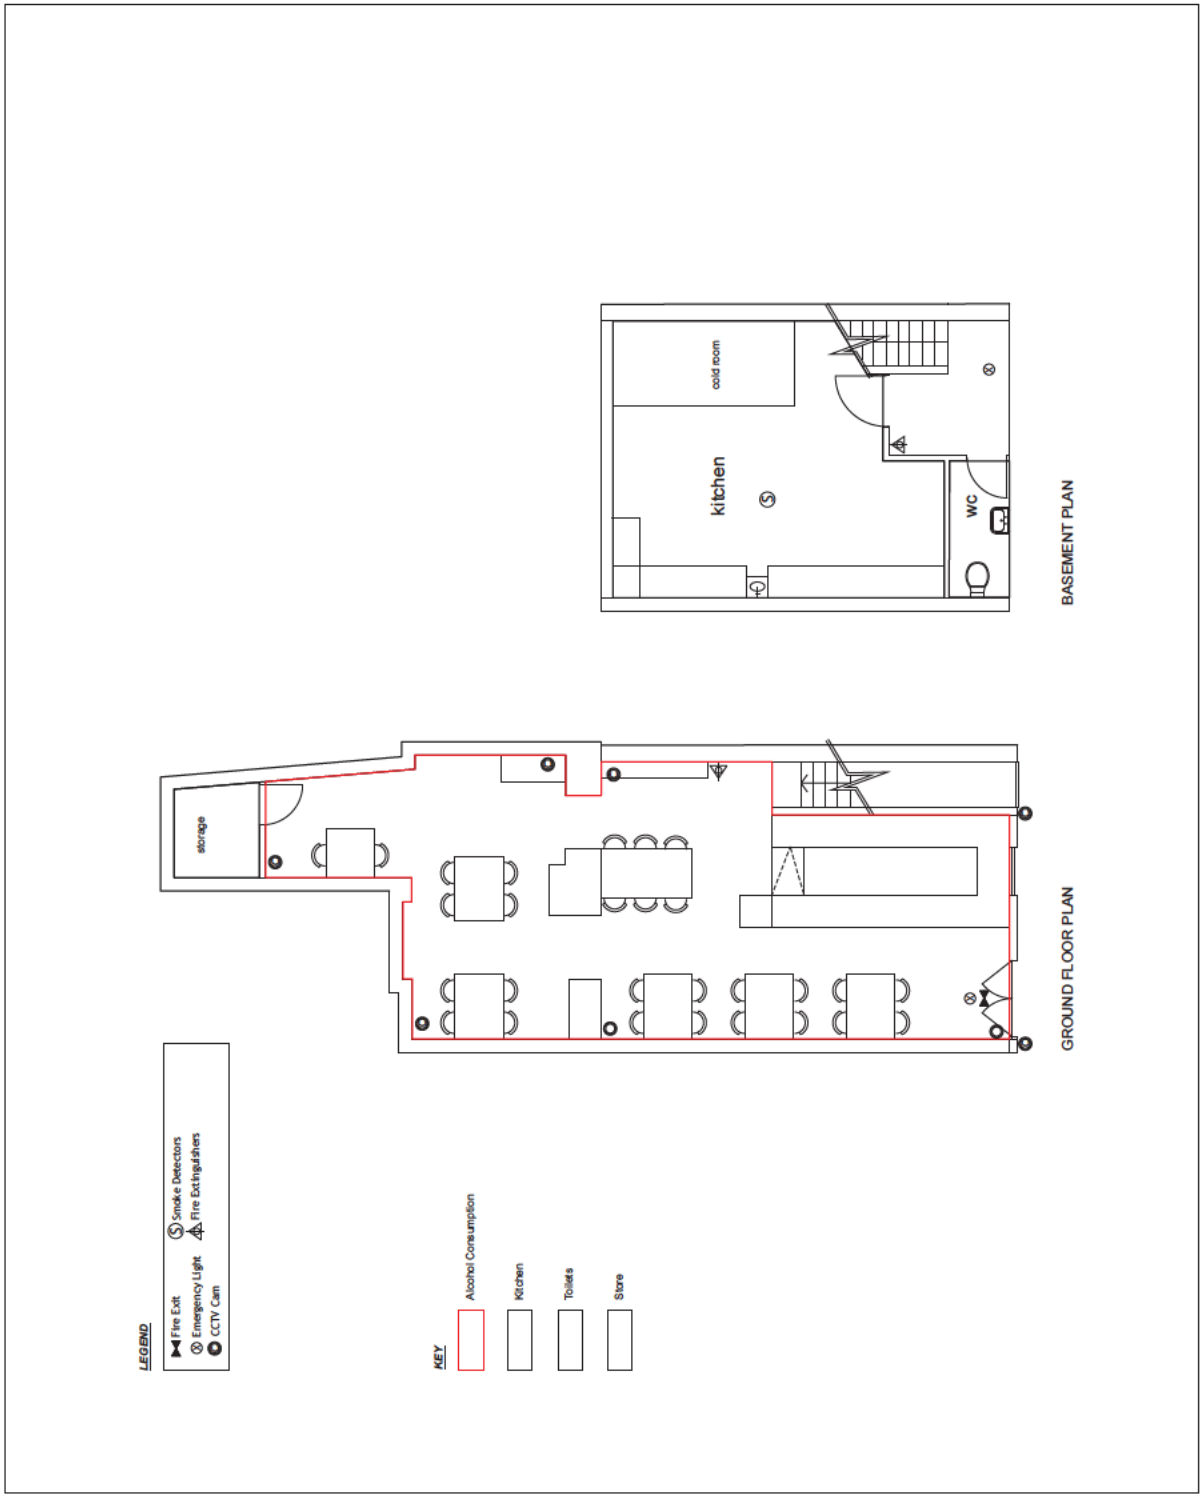 LEGEND
Fire Exit
Smoke Detectors
Emergency Light
Fire Extinguishers
CCTV Cam
KEY
Alcohol Consumption
Kitchen
Toilets
Store
storage
GROUND FLOOR PLAN
cold room
kitchen
WC
BASEMENT PLAN